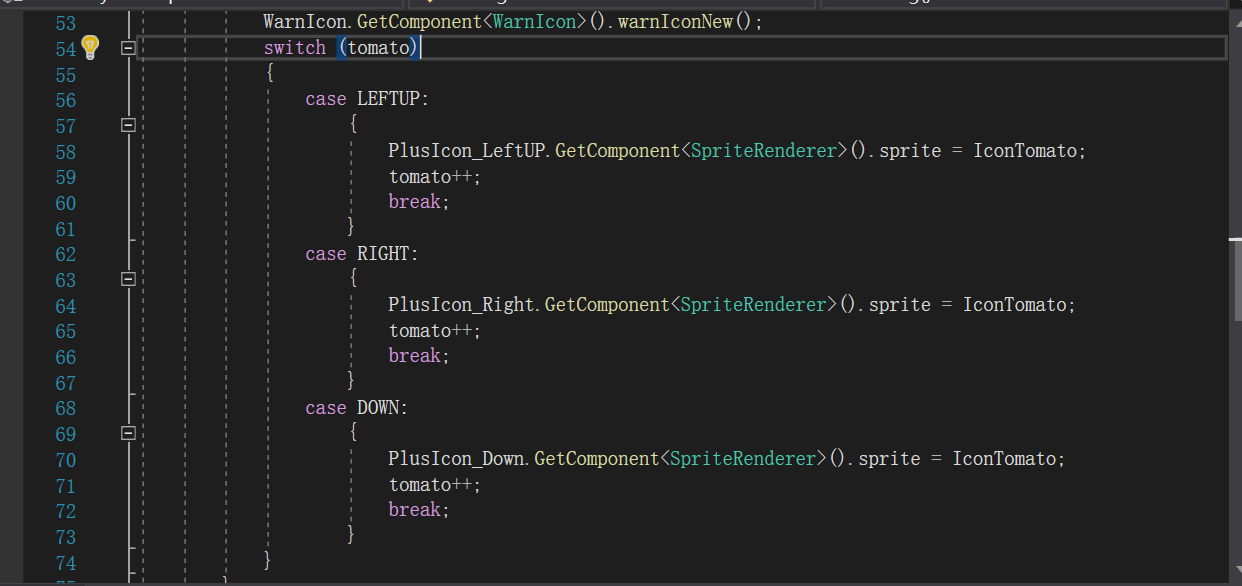 53 WarnIcon.GetComponent<WarnIcon>().warnIconNew();
54 switch (tomato)
55 {
56 case LEFTUP:
57 {
58 PlusIcon_LeftUP.GetComponent<SpriteRenderer>().sprite = IconTomato;
59 tomato++;
60 break;
61 }
62 case RIGHT:
63 {
64 PlusIcon_Right.GetComponent<SpriteRenderer>().sprite = IconTomato;
65 tomato++;
66 break;
67 }
68 case DOWN:
69 {
70 PlusIcon_Down.GetComponent<SpriteRenderer>().sprite = IconTomato;
71 tomato++;
72 break;
73 }
74 }